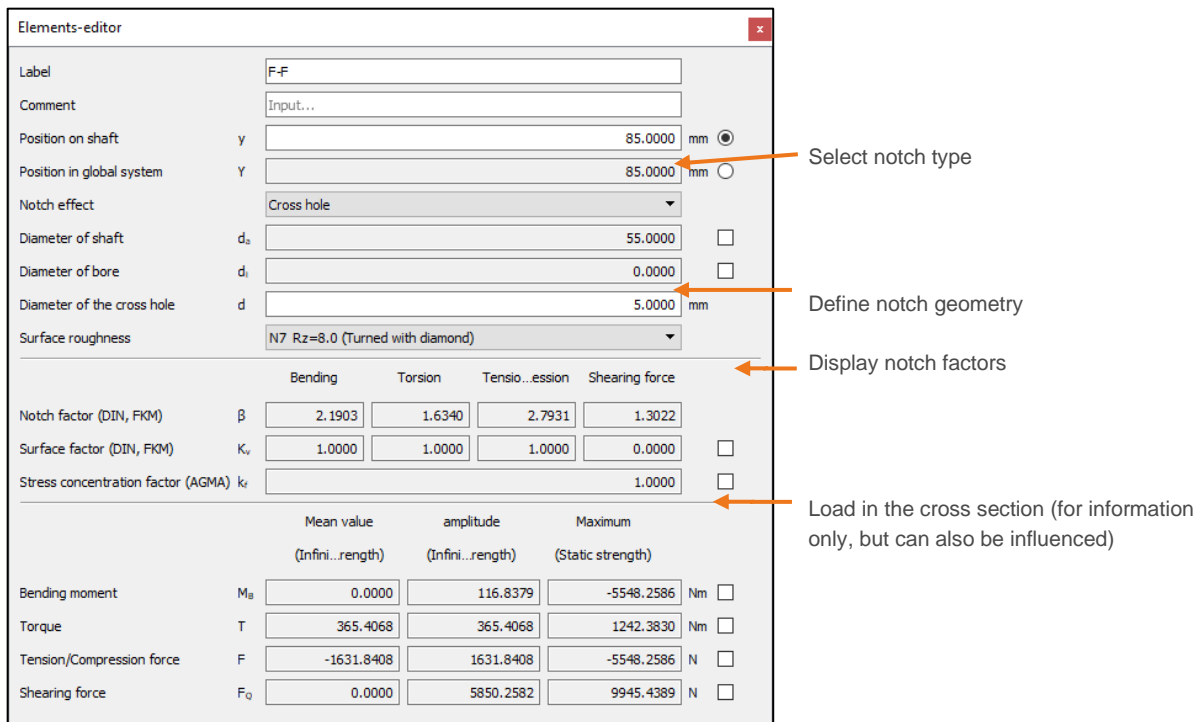 Elements-editor x
Label F-F
Comment Input...
Position on shaft y 85.0000 mm
Position in global system Y 85.0000 mm
Select notch type
Notch effect Cross hole
Diameter of shaft dₐ 55.0000
Diameter of bore dᵢ 0.0000
Diameter of the cross hole d 5.0000 mm
Define notch geometry
Surface roughness N7 Rz=8.0 (Turned with diamond)
Display notch factors
Bending Torsion Tensio...ession Shearing force
Notch factor (DIN, FKM) β 2.1903 1.6340 2.7931 1.3022
Surface factor (DIN, FKM) Kᵥ 1.0000 1.0000 1.0000 0.0000
Stress concentration factor (AGMA) kf 1.0000
Load in the cross section (for information
only, but can also be influenced)
Mean value amplitude Maximum
(Infini...rength) (Infini...rength) (Static strength)
Bending moment MB 0.0000 116.8379 -5548.2586 Nm
Torque T 365.4068 365.4068 1242.3830 Nm
Tension/Compression force F -1631.8408 1631.8408 -5548.2586 N
Shearing force FQ 0.0000 5850.2582 9945.4389 N